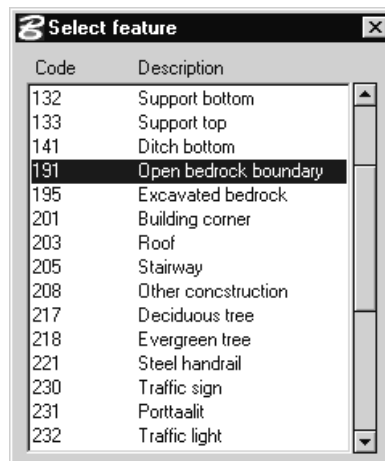 Select feature
Code Description
132 Support bottom
133 Support top
141 Ditch bottom
191 Open bedrock boundary
195 Excavated bedrock
201 Building corner
203 Roof
205 Stairway
208 Other concstruction
217 Deciduous tree
218 Evergreen tree
221 Steel handrail
230 Traffic sign
231 Porttaalit
232 Traffic light